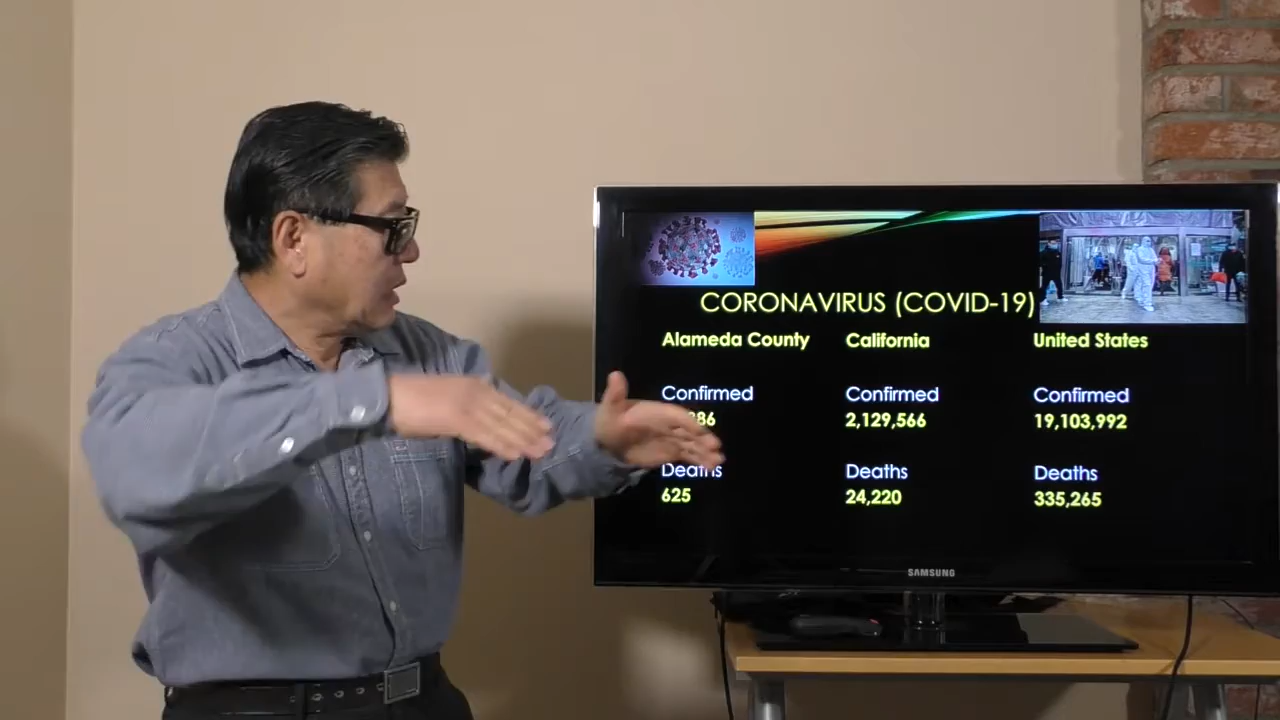 CORONAVIRUS (COVID-19)
Alameda County California United States
Confirmed Confirmed Confirmed
2,129,566 19,103,992
Deaths Deaths Deaths
625 24,220 335,265
SAMSUNG